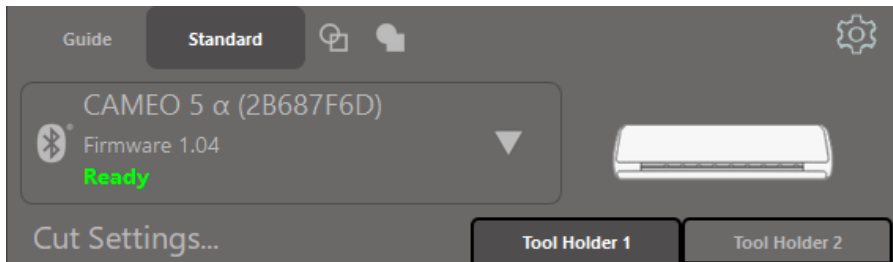 Guide Standard
CAMEO 5 α (2B687F6D)
Firmware 1.04
Ready
Cut Settings...
Tool Holder 1 Tool Holder 2